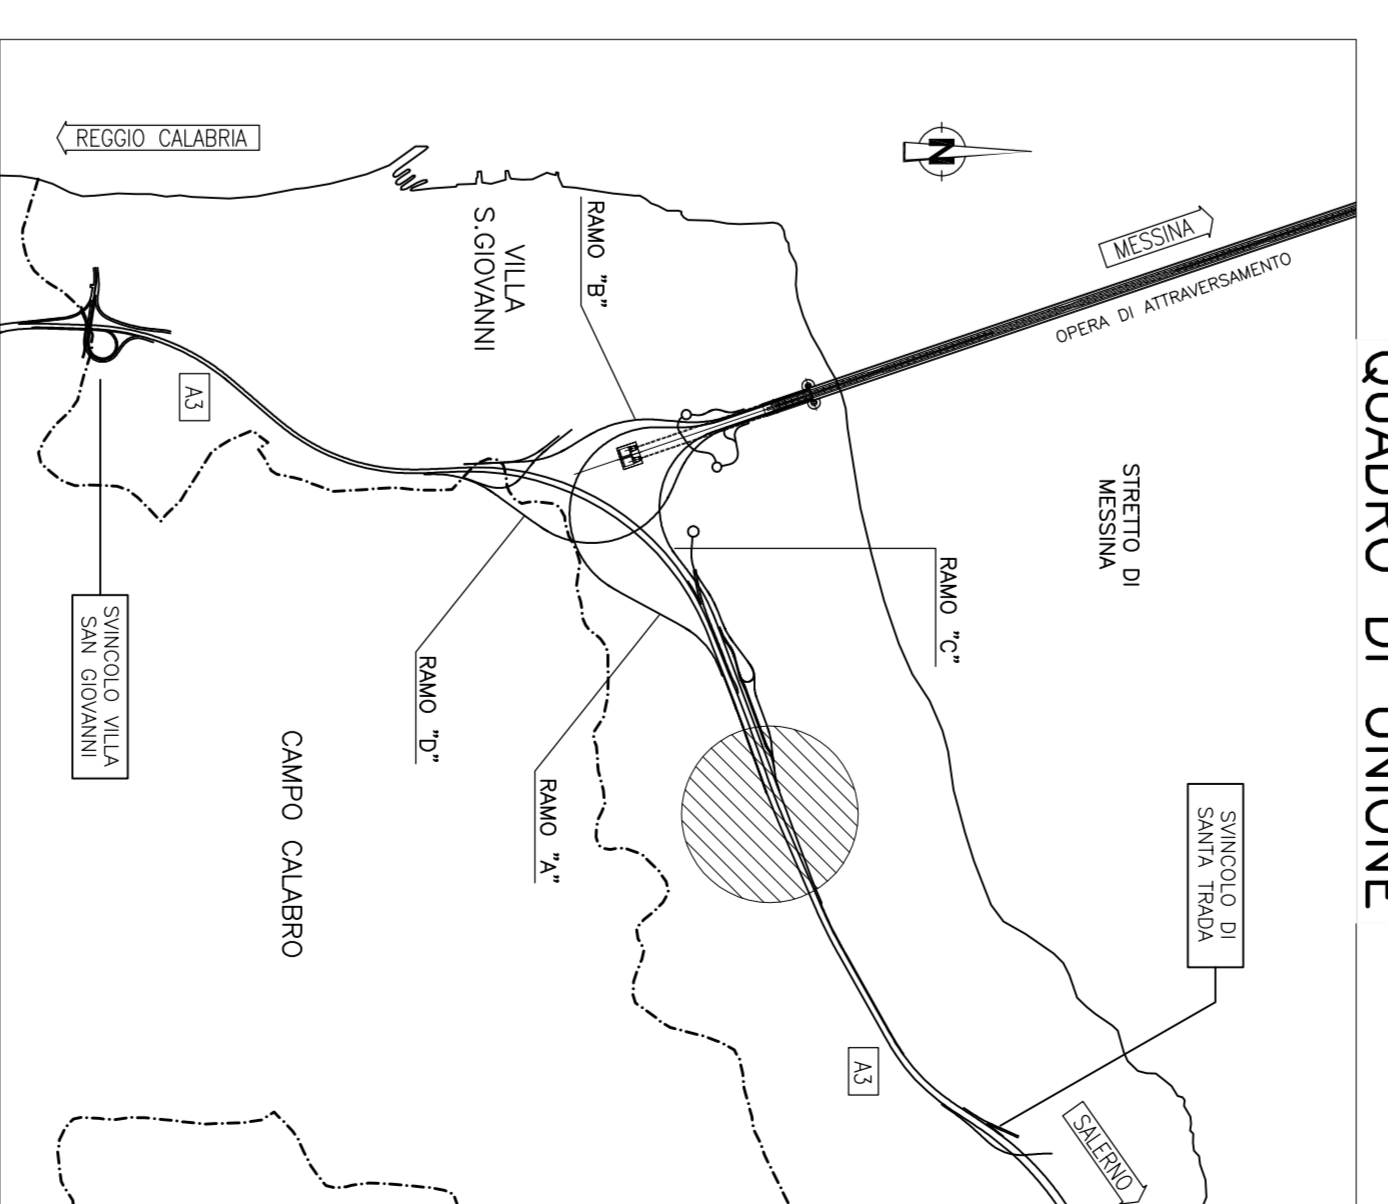 QUADRO DI UNIONE
REGGIO CALABRIA
N
MESSINA
OPERA DI ATTRAVERSAMENTO
VILLA
S.GIOVANNI
RAMO "B"
A3
STRETTO DI
MESSINA
RAMO "C"
SVINCOLO VILLA
SAN GIOVANNI
RAMO "D"
RAMO "A"
CAMPO CALABRO
SVINCOLO DI
SANTA TRADA
A3
SALERNO